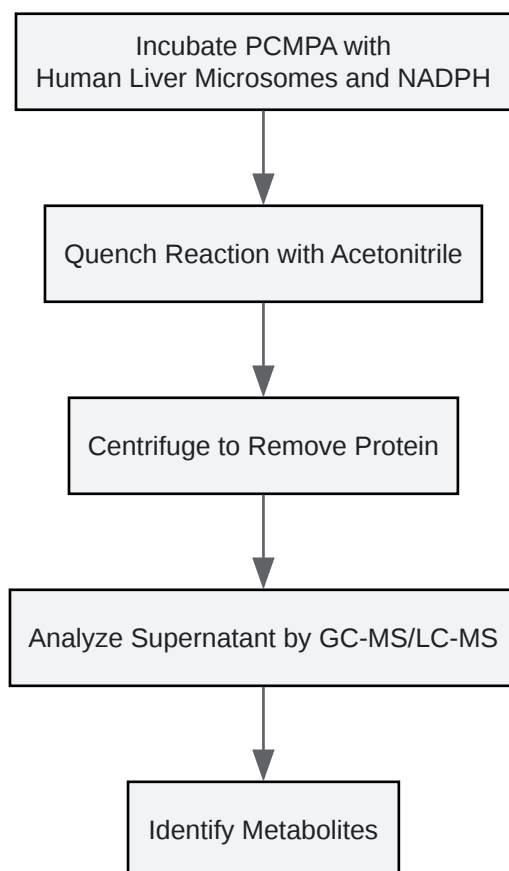 Incubate PCMPA with
Human Liver Microsomes and NADPH
Quench Reaction with Acetonitrile
Centrifuge to Remove Protein
Analyze Supernatant by GC-MS/LC-MS
Identify Metabolites